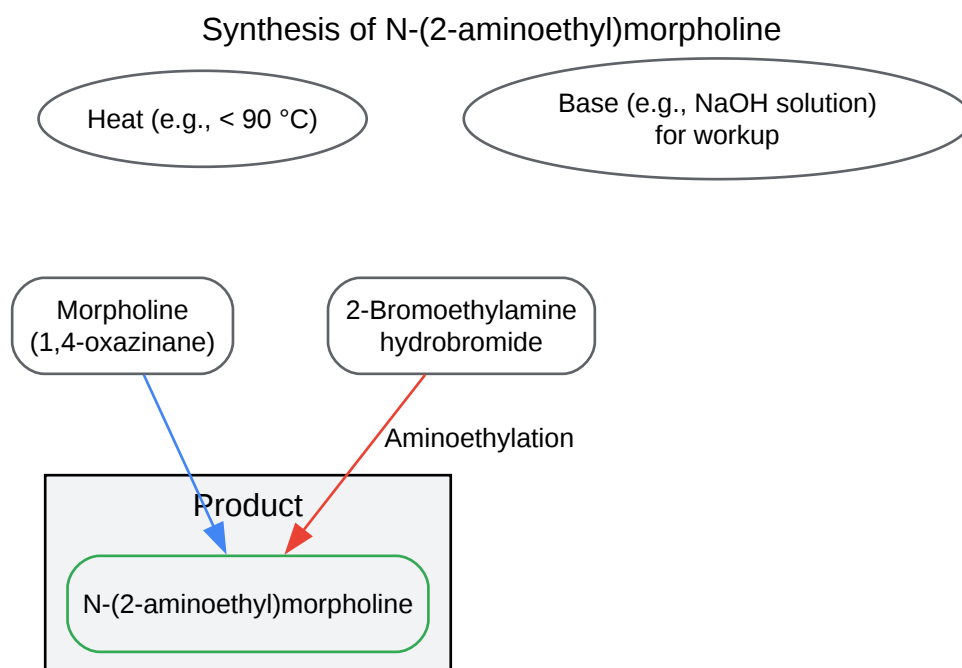 Synthesis of N-(2-aminoethyl)morpholine
Heat (e.g., < 90 °C)
Base (e.g., NaOH solution)
for workup
Morpholine
(1,4-oxazinane)
2-Bromoethylamine
hydrobromide
Aminoethylation
Product
N-(2-aminoethyl)morpholine